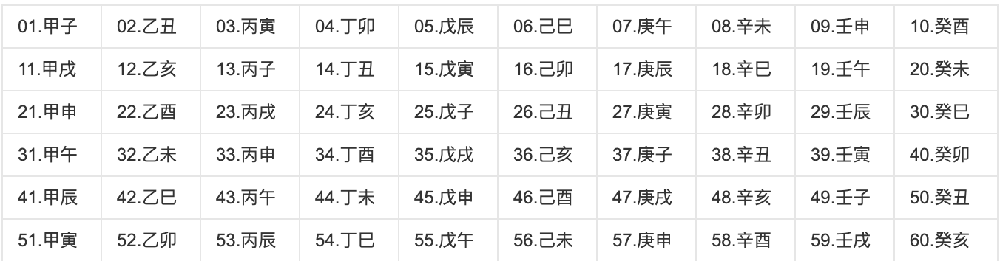 01.甲子 02.乙丑 03.丙寅 04.丁卯 05.戊辰 06.己巳 07.庚午 08.辛未 09.壬申 10.癸酉
11.甲戌 12.乙亥 13.丙子 14.丁丑 15.戊寅 16.己卯 17.庚辰 18.辛巳 19.壬午 20.癸未
21.甲申 22.乙酉 23.丙戌 24.丁亥 25.戊子 26.己丑 27.庚寅 28.辛卯 29.壬辰 30.癸巳
31.甲午 32.乙未 33.丙申 34.丁酉 35.戊戌 36.己亥 37.庚子 38.辛丑 39.壬寅 40.癸卯
41.甲辰 42.乙巳 43.丙午 44.丁未 45.戊申 46.己酉 47.庚戌 48.辛亥 49.壬子 50.癸丑
51.甲寅 52.乙卯 53.丙辰 54.丁巳 55.戊午 56.己未 57.庚申 58.辛酉 59.壬戌 60.癸亥